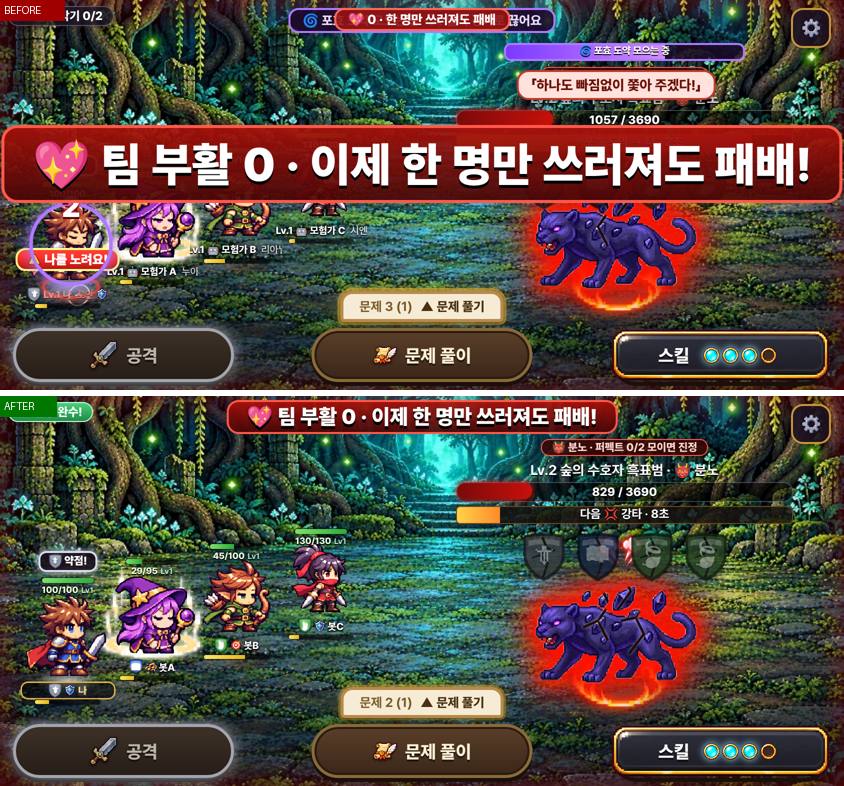 BEFORE
막기 0/2
0 · 한 명만 쓰러져도 패배
끊어요
포효 도약 모으는 중
「하나도 빠짐없이 쫓아 주겠다!」
1057 / 3690
팀 부활 0 · 이제 한 명만 쓰러져도 패배!
2
나를 노려요!
Lv.1 모험가 A 누아
Lv.1 모험가 B 리아
Lv.1 모험가 C 시엔
문제 3 (1) ▲ 문제 풀기
공격
문제 풀이
스킬
AFTER
완수!
팀 부활 0 · 이제 한 명만 쓰러져도 패배!
분노 · 퍼펙트 0/2 모이면 진정
Lv.2 숲의 수호자 흑표범 · 분노
829 / 3690
다음 강타 · 8초
약점!
100/100 Lv1
29/95 Lv1
45/100 Lv1
130/130 Lv1
나
봇A
봇B
봇C
문제 2 (1) ▲ 문제 풀기
공격
문제 풀이
스킬